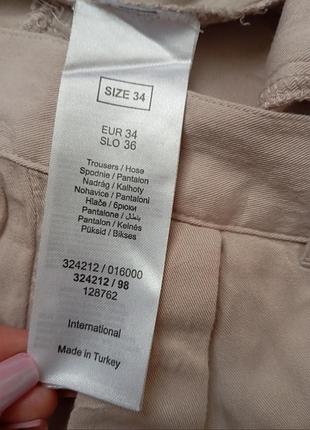 SIZE 34
EUR 34
SLO 36
Trousers / Hose
Spodnie / Pantalon
Nadrág / Kalhoty
Nohavice / Pantaloni
Hlače / брюки
Pantalone / بنطال
Pantalon / Kelnės
Püksid / Bikses
324212 / 016000
324212 / 98
128762
International
Made in Turkey